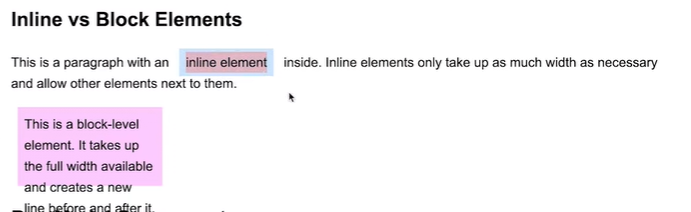 Inline vs Block Elements
This is a paragraph with an inline element inside. Inline elements only take up as much width as necessary
and allow other elements next to them.
This is a block-level
element. It takes up
the full width available
and creates a new
line before and after it.